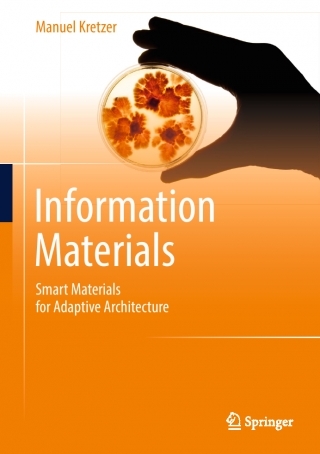 Manuel Kretzer
Information
Materials
Smart Materials
for Adaptive Architecture
Springer